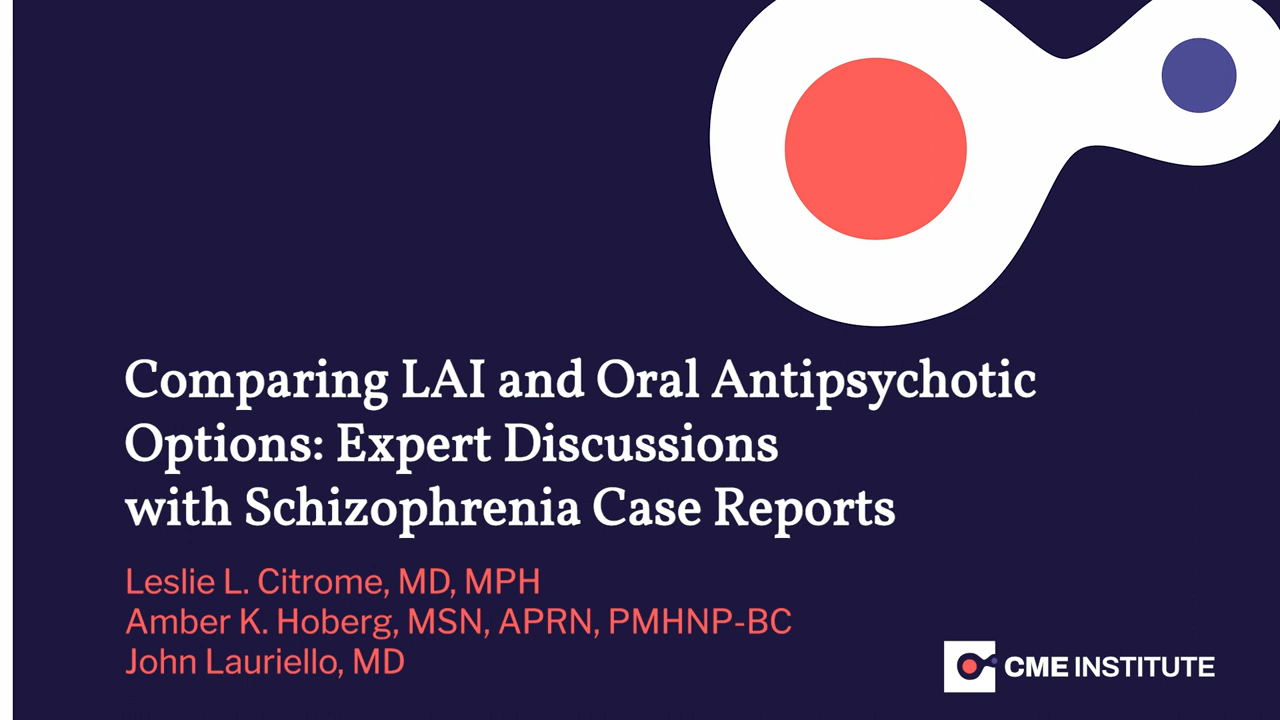 Comparing LAI and Oral Antipsychotic
Options: Expert Discussions
with Schizophrenia Case Reports
Leslie L. Citrome, MD, MPH
Amber K. Hoberg, MSN, APRN, PMHNP-BC
John Lauriello, MD
CME INSTITUTE